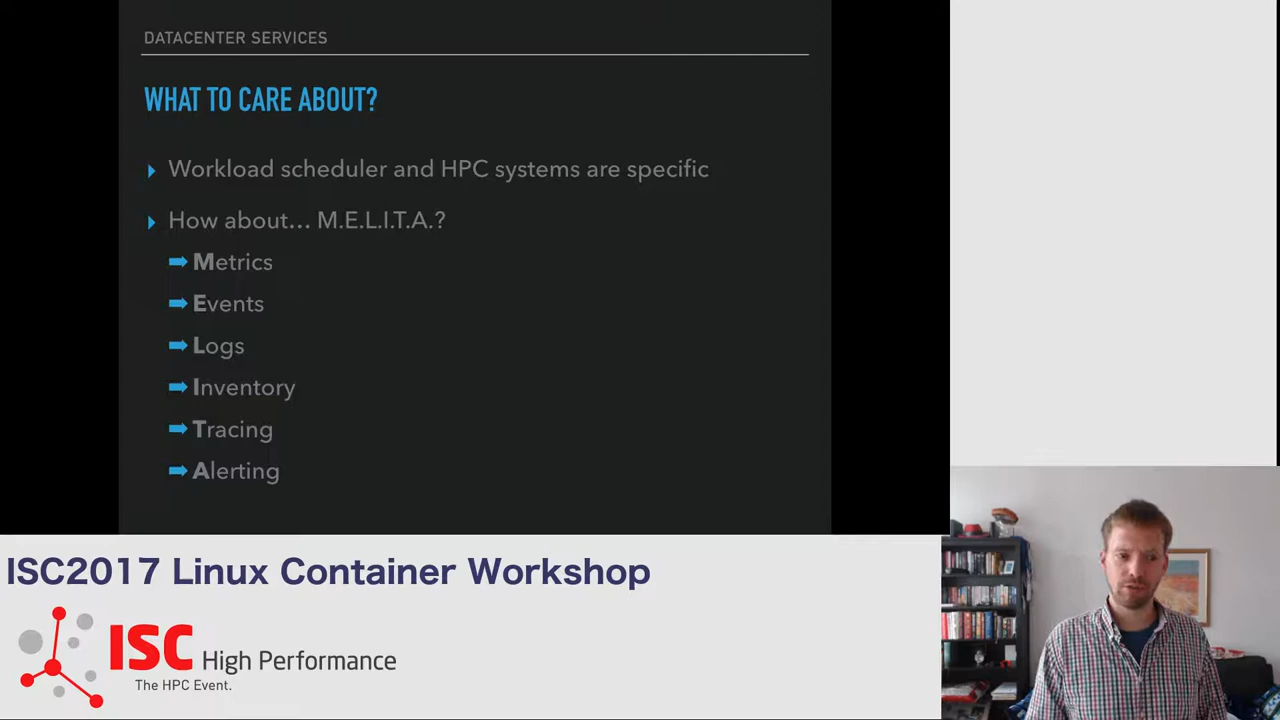 DATACENTER SERVICES
WHAT TO CARE ABOUT?
Workload scheduler and HPC systems are specific
How about… M.E.L.I.T.A.?
Metrics
Events
Logs
Inventory
Tracing
Alerting
ISC2017 Linux Container Workshop
ISC High Performance
The HPC Event.